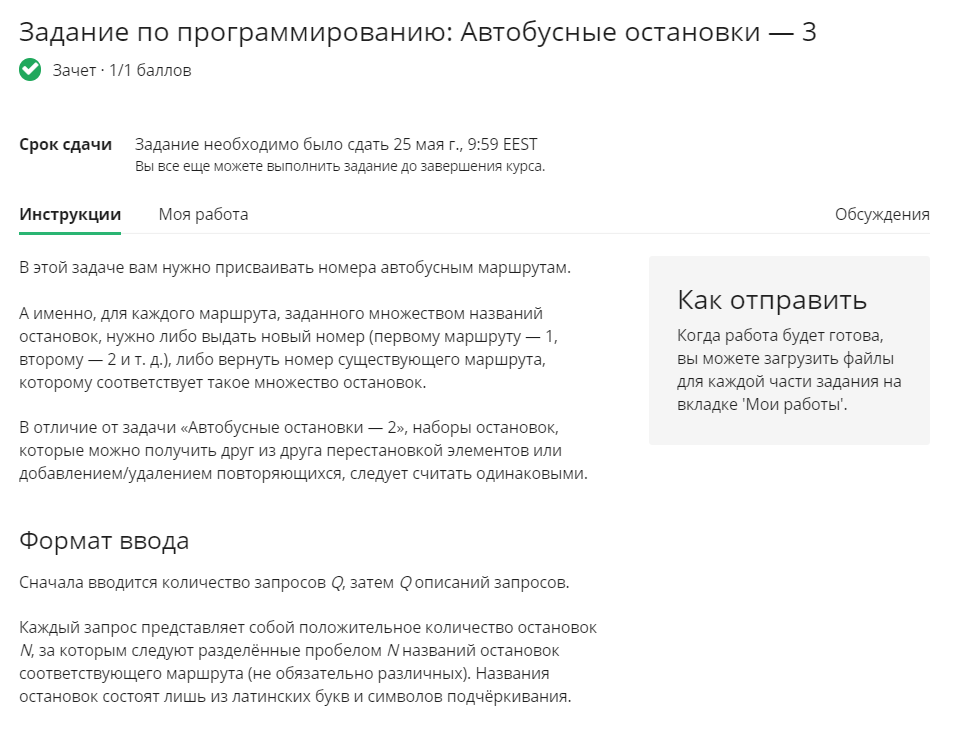 Задание по программированию: Автобусные остановки — 3
Зачет · 1/1 баллов
Срок сдачи Задание необходимо было сдать 25 мая г., 9:59 EEST
Вы все еще можете выполнить задание до завершения курса.
Инструкции Моя работа Обсуждения
В этой задаче вам нужно присваивать номера автобусным маршрутам.
А именно, для каждого маршрута, заданного множеством названий
остановок, нужно либо выдать новый номер (первому маршруту — 1,
второму — 2 и т. д.), либо вернуть номер существующего маршрута,
которому соответствует такое множество остановок.
В отличие от задачи «Автобусные остановки — 2», наборы остановок,
которые можно получить друг из друга перестановкой элементов или
добавлением/удалением повторяющихся, следует считать одинаковыми.
Формат ввода
Сначала вводится количество запросов Q, затем Q описаний запросов.
Каждый запрос представляет собой положительное количество остановок
N, за которым следуют разделённые пробелом N названий остановок
соответствующего маршрута (не обязательно различных). Названия
остановок состоят лишь из латинских букв и символов подчёркивания.
Как отправить
Когда работа будет готова,
вы можете загрузить файлы
для каждой части задания на
вкладке 'Мои работы'.